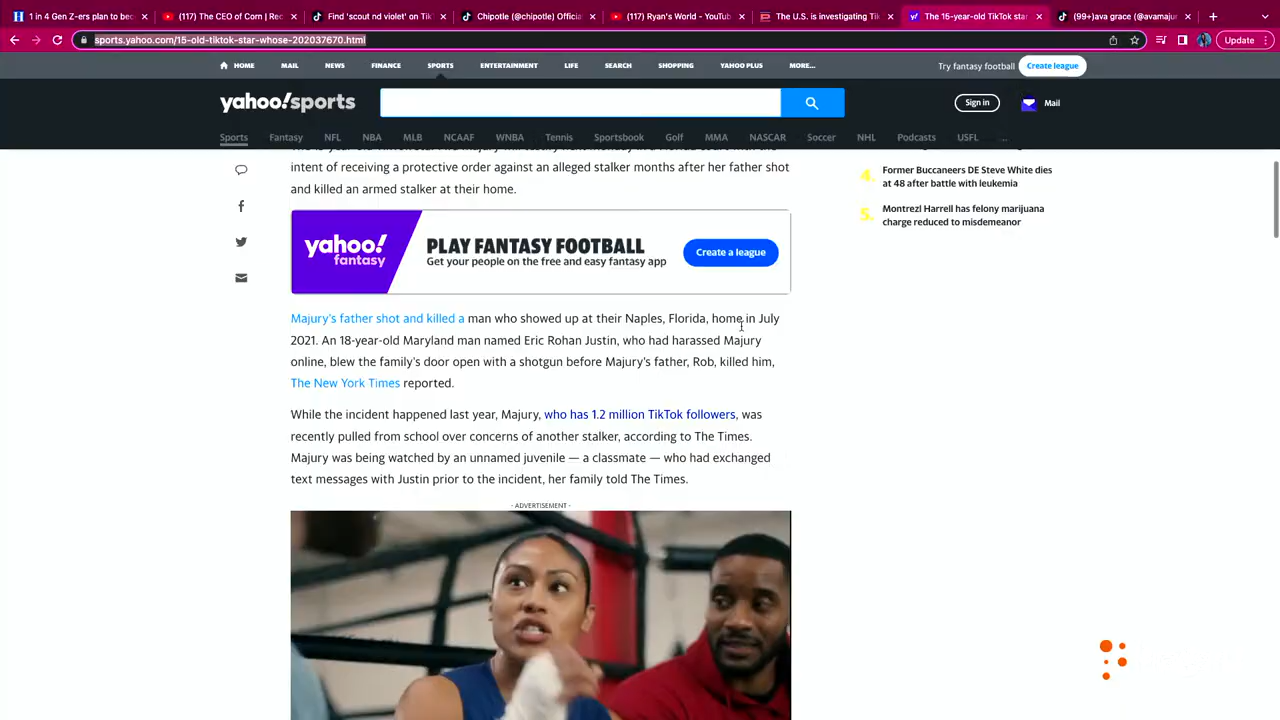 1 in 4 Gen Z-ers plan to bec
(117) The CEO of Corn | Rec
Find 'scout nd violet' on Tik
Chipotle (@chipotle) Officia
(117) Ryan's World - YouTub
The U.S. is investigating Tik
The 15-year-old TikTok star
(99+)ava grace (@avamajur
sports.yahoo.com/15-old-tiktok-star-whose-202037670.html
Update
HOME MAIL NEWS FINANCE SPORTS ENTERTAINMENT LIFE SEARCH SHOPPING YAHOO PLUS MORE...
Try fantasy football Create league
yahoo!sports
Sign in
Mail
Sports Fantasy NFL NBA MLB NCAAF WNBA Tennis Sportsbook Golf MMA NASCAR Soccer NHL Podcasts USFL ...
intent of receiving a protective order against an alleged stalker months after her father shot
and killed an armed stalker at their home.
4. Former Buccaneers DE Steve White dies
at 48 after battle with leukemia
5. Montrezl Harrell has felony marijuana
charge reduced to misdemeanor
yahoo!
fantasy
PLAY FANTASY FOOTBALL
Get your people on the free and easy fantasy app
Create a league
Majury's father shot and killed a man who showed up at their Naples, Florida, home in July
2021. An 18-year-old Maryland man named Eric Rohan Justin, who had harassed Majury
online, blew the family's door open with a shotgun before Majury's father, Rob, killed him,
The New York Times reported.
While the incident happened last year, Majury, who has 1.2 million TikTok followers, was
recently pulled from school over concerns of another stalker, according to The Times.
Majury was being watched by an unnamed juvenile — a classmate — who had exchanged
text messages with Justin prior to the incident, her family told The Times.
- ADVERTISEMENT -